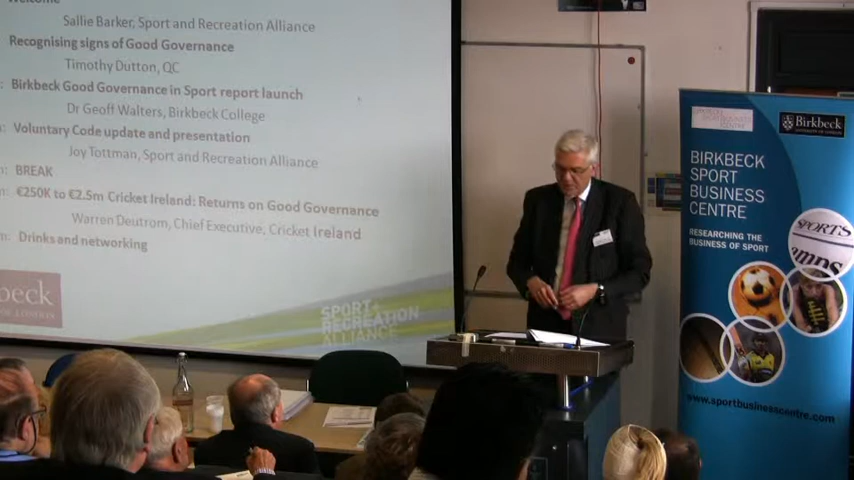 Welcome
Sallie Barker, Sport and Recreation Alliance
Recognising signs of Good Governance
Timothy Dutton, QC
Birkbeck Good Governance in Sport report launch
Dr Geoff Walters, Birkbeck College
Voluntary Code update and presentation
Joy Tottman, Sport and Recreation Alliance
BREAK
€250K to €2.5m Cricket Ireland: Returns on Good Governance
Warren Deutrom, Chief Executive, Cricket Ireland
Drinks and networking
beck
SPORT +
RECREATION
ALLIANCE
Birkbeck
BIRKBECK
SPORT
BUSINESS
CENTRE
RESEARCHING THE
BUSINESS OF SPORT
SPORTS
www.sportbusinesscentre.com